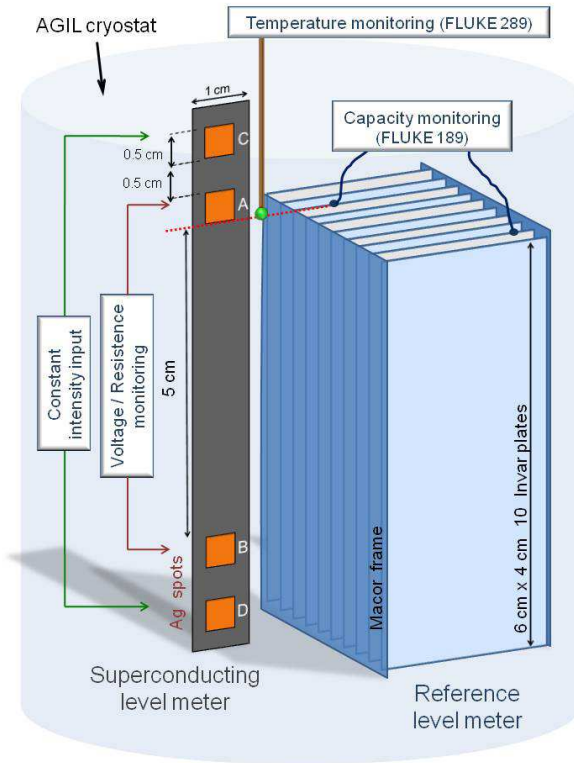 AGIL cryostat
Temperature monitoring (FLUKE 289)
1 cm
Capacity monitoring
(FLUKE 189)
C
0.5 cm
0.5 cm
A
Constant
intensity input
Voltage / Resistence
monitoring
5 cm
B
D
Ag spots
Macor frame
6 cm x 4 cm 10 Invar plates
Superconducting
level meter
Reference
level meter